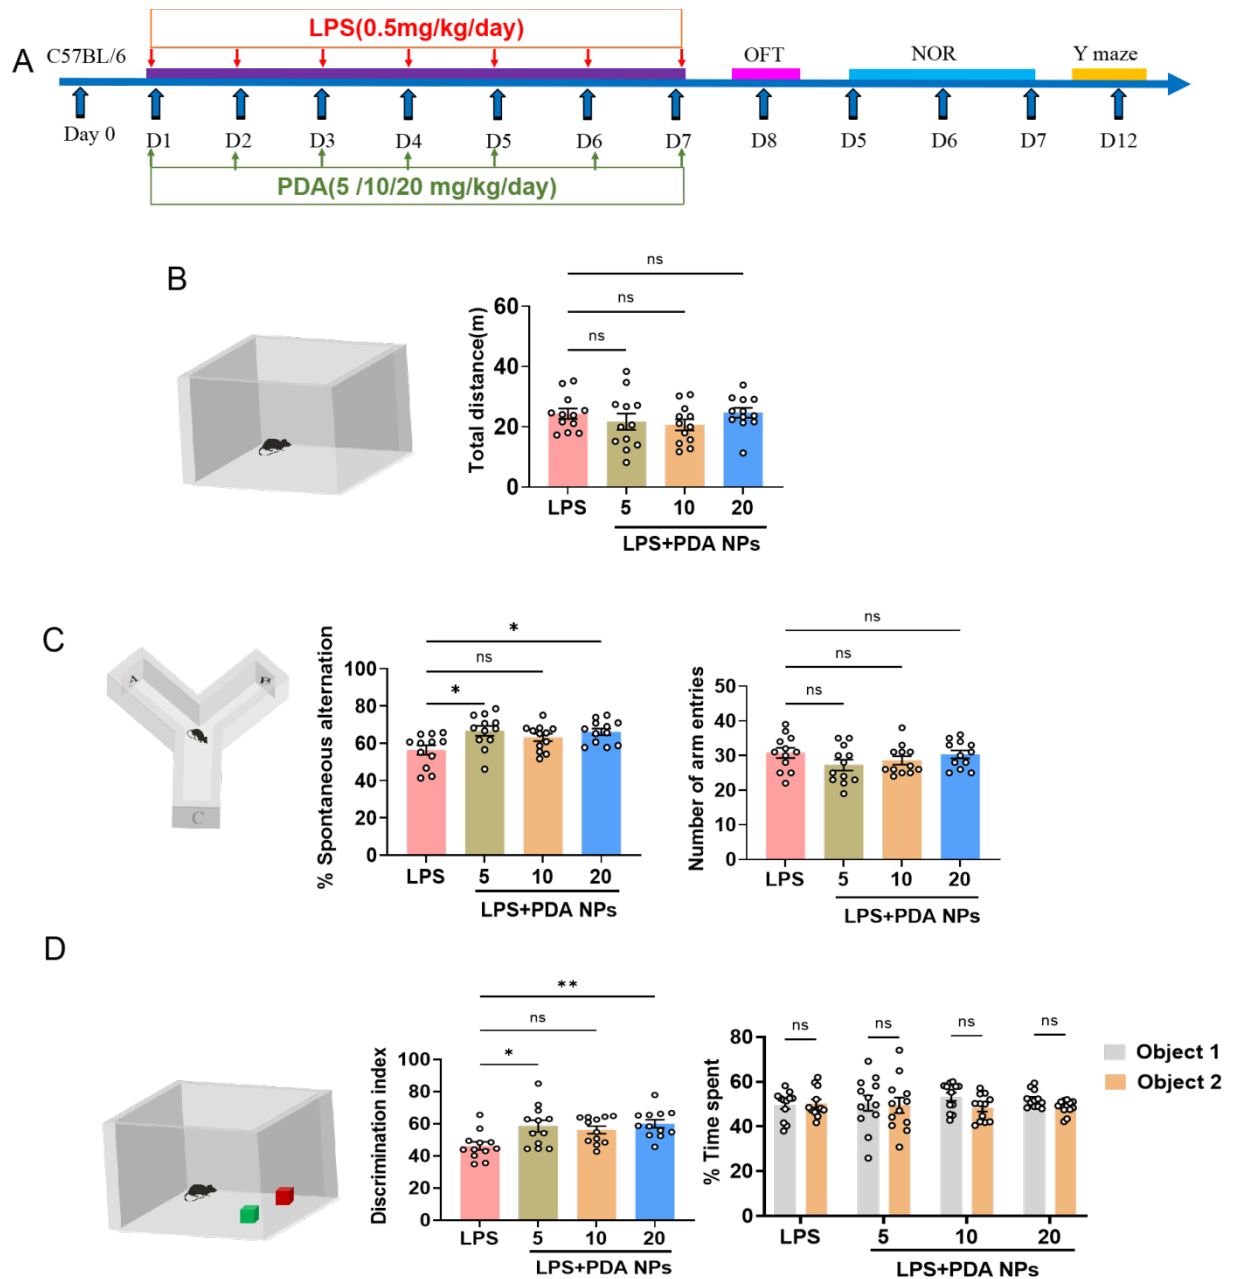 A
C57BL/6
LPS(0.5mg/kg/day)
OFT
NOR
Y maze
Day 0
D1
D2
D3
D4
D5
D6
D7
D8
D5
D6
D7
D12
PDA(5 /10/20 mg/kg/day)
B
Total distance(m)
60
40
20
0
ns
ns
ns
LPS
5
10
20
LPS+PDA NPs
C
A
B
C
% Spontaneous alternation
100
80
60
40
20
0
*
ns
*
LPS
5
10
20
LPS+PDA NPs
Number of arm entries
50
40
30
20
10
0
ns
ns
ns
LPS
5
10
20
LPS+PDA NPs
D
Discrimination index
100
80
60
40
20
0
**
ns
*
LPS
5
10
20
LPS+PDA NPs
% Time spent
80
60
40
20
0
ns
ns
ns
ns
LPS
5
10
20
LPS+PDA NPs
Object 1
Object 2